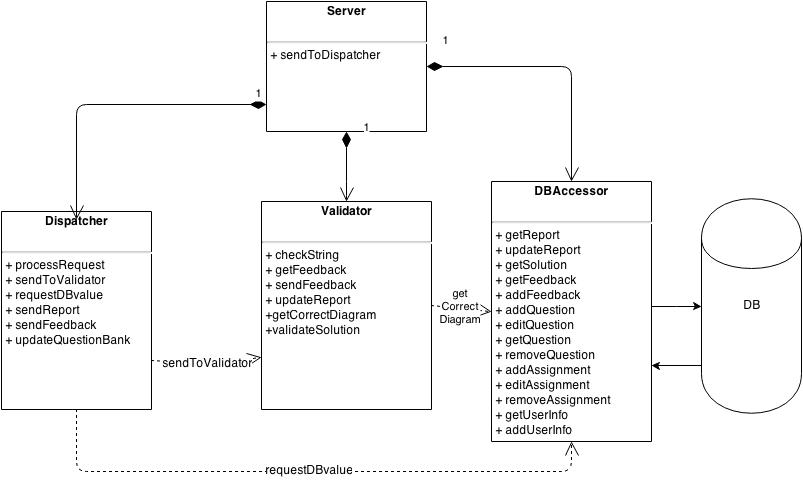 Server
+ sendToDispatcher
1
1
1
Dispatcher
+ processRequest
+ sendToValidator
+ requestDBvalue
+ sendReport
+ sendFeedback
+ updateQuestionBank
Validator
+ checkString
+ getFeedback
+ sendFeedback
+ updateReport
+getCorrectDiagram
+validateSolution
DBAccessor
+ getReport
+ updateReport
+ getSolution
+ getFeedback
+ addFeedback
+ addQuestion
+ editQuestion
+ getQuestion
+ removeQuestion
+ addAssignment
+ editAssignment
+ removeAssignment
+ getUserInfo
+ addUserInfo
DB
get
Correct
Diagram
sendToValidator
requestDBvalue